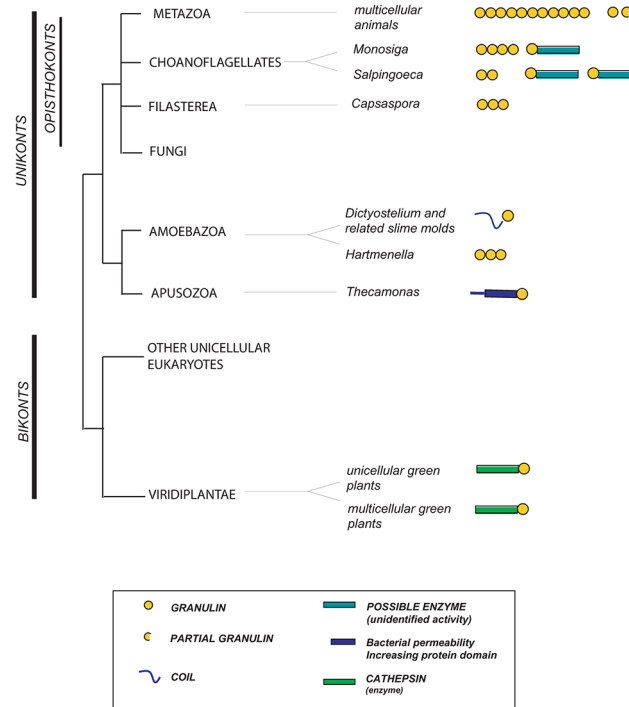 METAZOA
multicellular
animals
CHOANOFLAGELLATES
Monosiga
Salpingoeca
FILASTEREA
Capsaspora
FUNGI
OPISTHOKONTS
UNIKONTS
AMOEBAZOA
Dictyostelium and
related slime molds
Hartmenella
APUSOZOA
Thecamonas
OTHER UNICELLULAR
EUKARYOTES
BIKONTS
VIRIDIPLANTAE
unicellular green
plants
multicellular green
plants
GRANULIN
PARTIAL GRANULIN
COIL
POSSIBLE ENZYME
(unidentified activity)
Bacterial permeability
Increasing protein domain
CATHEPSIN
(enzyme)